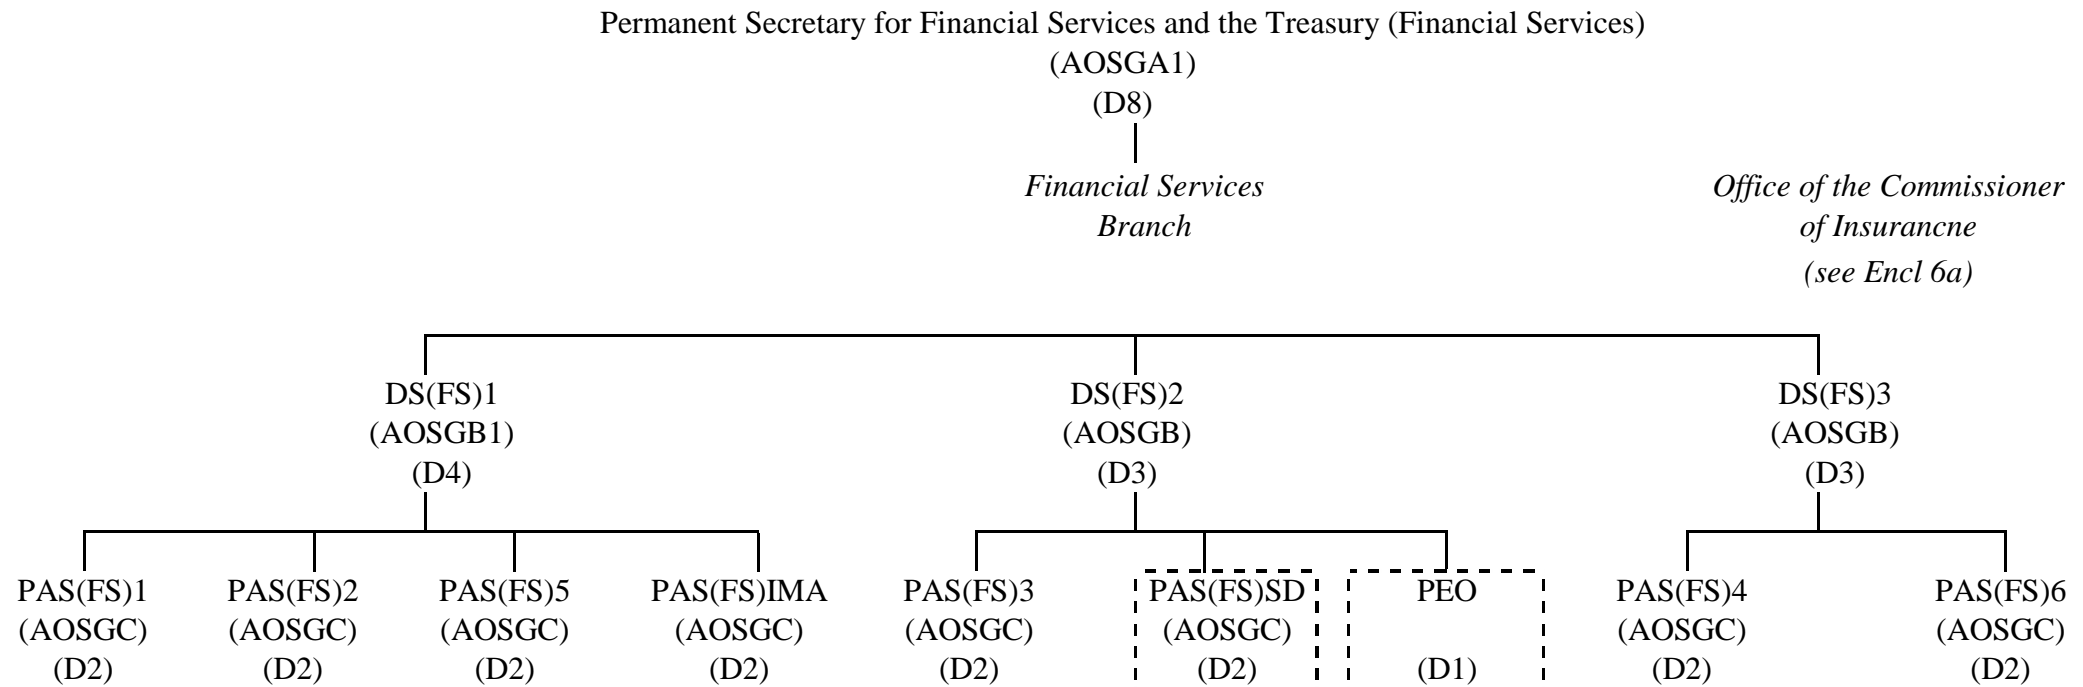 Permanent Secretary for Financial Services and the Treasury (Financial Services)
(AOSGA1)
(D8)
Financial Services
Branch
Office of the Commissioner
of Insurancne
(see Encl 6a)
DS(FS)1
(AOSGB1)
(D4)
DS(FS)2
(AOSGB)
(D3)
DS(FS)3
(AOSGB)
(D3)
PAS(FS)1
(AOSGC)
(D2)
PAS(FS)2
(AOSGC)
(D2)
PAS(FS)5
(AOSGC)
(D2)
PAS(FS)IMA
(AOSGC)
(D2)
PAS(FS)3
(AOSGC)
(D2)
PAS(FS)SD
(AOSGC)
(D2)
PEO
(D1)
PAS(FS)4
(AOSGC)
(D2)
PAS(FS)6
(AOSGC)
(D2)